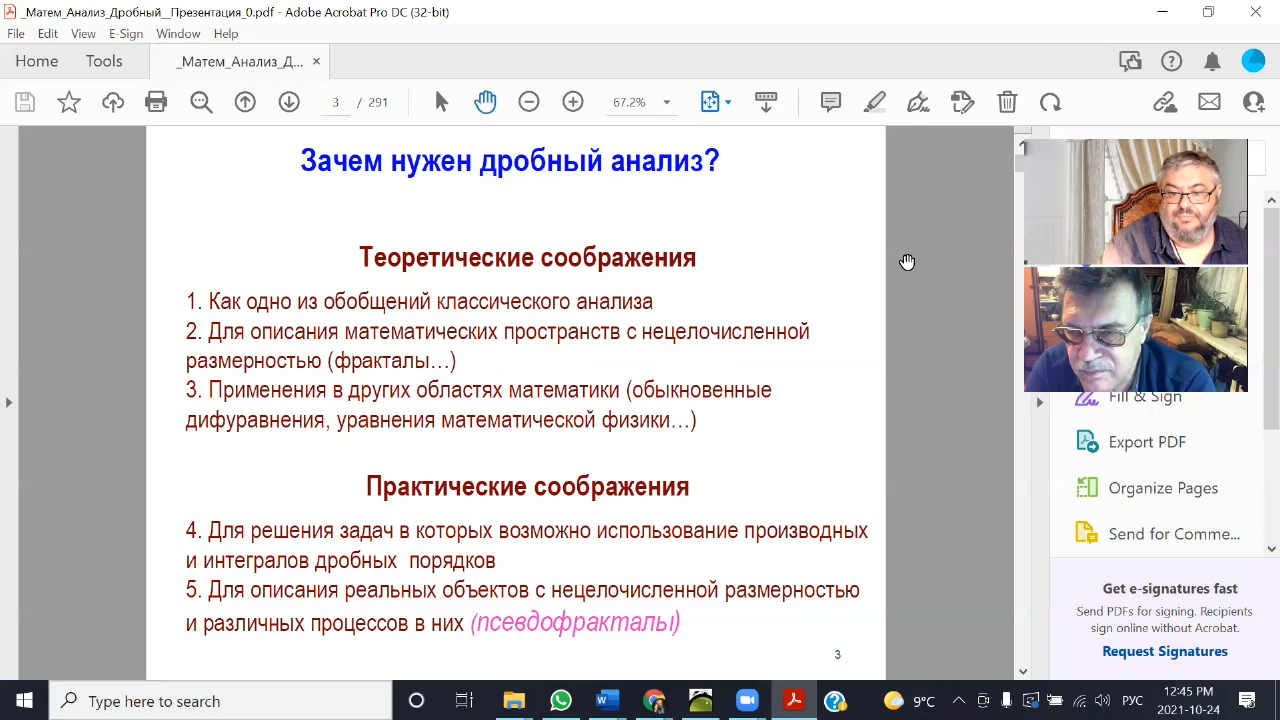 _Матем_Анализ_Дробный__Презентация_0.pdf - Adobe Acrobat Pro DC (32-bit)
File Edit View E-Sign Window Help
Home Tools _Матем_Анализ_Д... ×
3 / 291 67.2%
Зачем нужен дробный анализ?
Теоретические соображения
1. Как одно из обобщений классического анализа
2. Для описания математических пространств с нецелочисленной
размерностью (фракталы…)
3. Применения в других областях математики (обыкновенные
дифуравнения, уравнения математической физики…)
Практические соображения
4. Для решения задач в которых возможно использование производных
и интегралов дробных порядков
5. Для описания реальных объектов с нецелочисленной размерностью
и различных процессов в них (псевдофракталы)
3
Fill & Sign
Export PDF
Organize Pages
Send for Comme...
Get e-signatures fast
Send PDFs for signing. Recipients
sign online without Acrobat.
Request Signatures
Type here to search
9°C
РУС
12:45 PM
2021-10-24